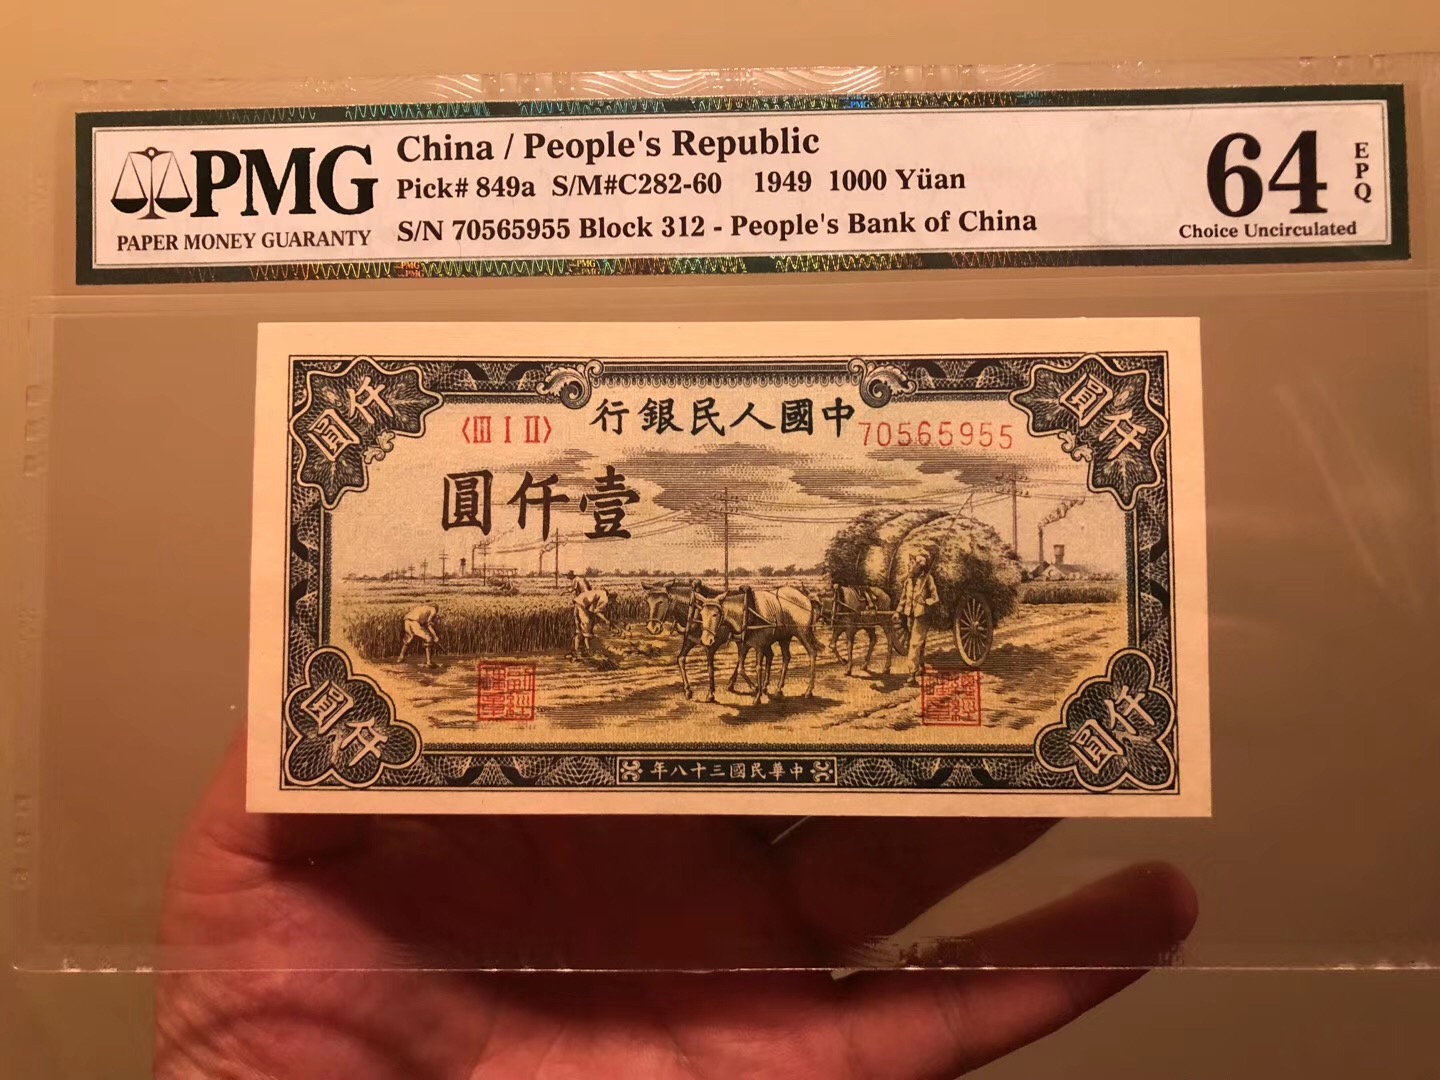 PMG
PAPER MONEY GUARANTY
China / People's Republic
Pick# 849a S/M#C282-60 1949 1000 Yüan
S/N 70565955 Block 312 - People's Bank of China
64
EPQ
Choice Uncirculated
仟圓
圓仟
行銀民人國中
〈III I II〉
70565955
圓仟壹
圓仟
仟圓
年八十三國民華中